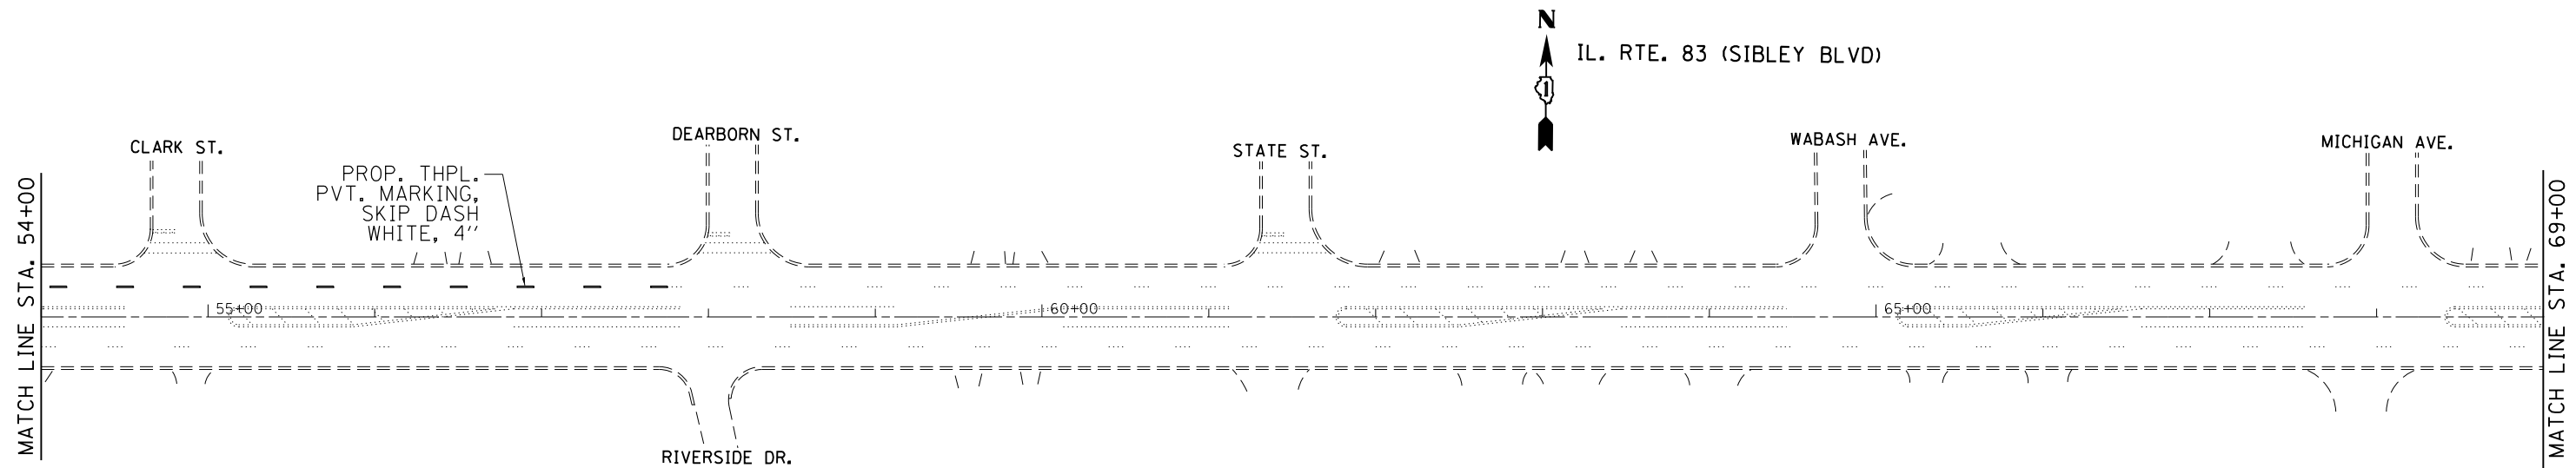 N
IL. RTE. 83 (SIBLEY BLVD)
1
CLARK ST.
DEARBORN ST.
STATE ST.
WABASH AVE.
MICHIGAN AVE.
PROP. THPL.
PVT. MARKING,
SKIP DASH
WHITE, 4"
MATCH LINE STA. 54+00
55+00
60+00
65+00
MATCH LINE STA. 69+00
RIVERSIDE DR.